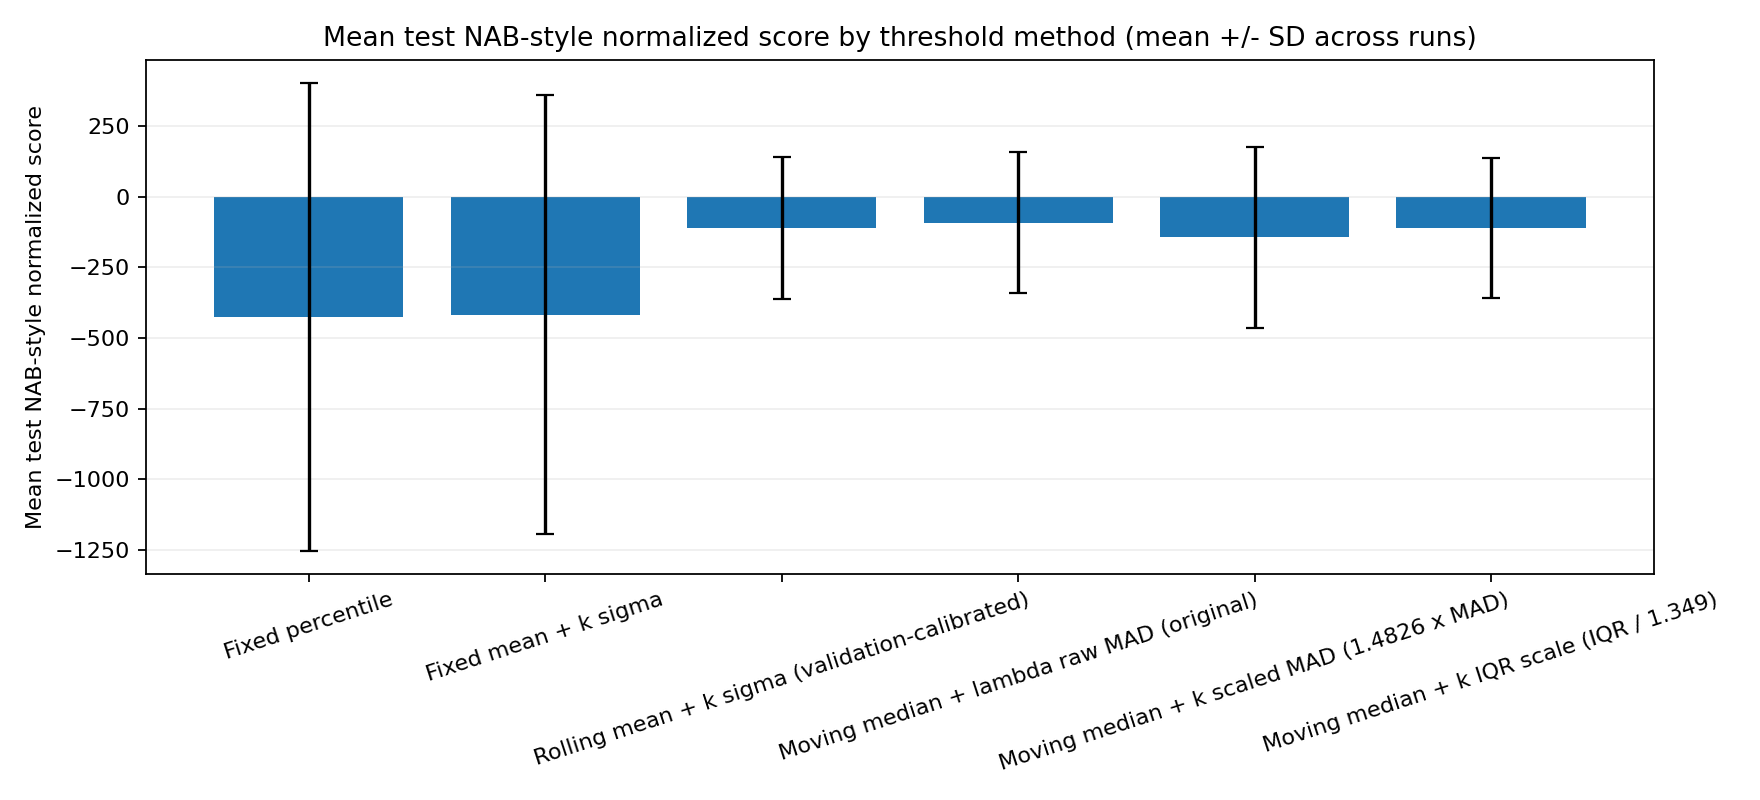 Mean test NAB-style normalized score by threshold method (mean +/- SD across runs)
Mean test NAB-style normalized score
250
0
−250
−500
−750
−1000
−1250
Fixed percentile
Fixed mean + k sigma
Rolling mean + k sigma (validation-calibrated)
Moving median + lambda raw MAD (original)
Moving median + k scaled MAD (1.4826 x MAD)
Moving median + k IQR scale (IQR / 1.349)